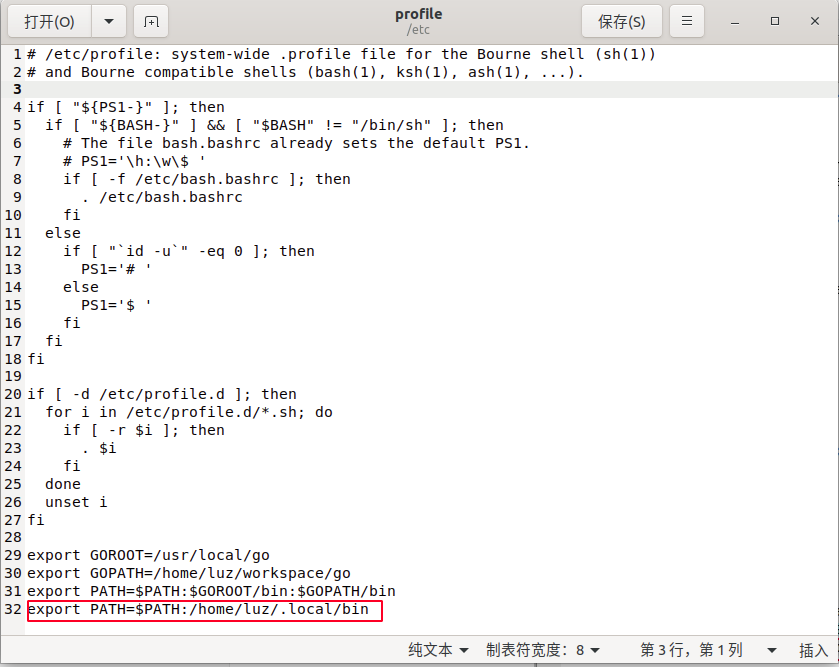 打开(O)
profile
/etc
保存(S)
1 # /etc/profile: system-wide .profile file for the Bourne shell (sh(1))
2 # and Bourne compatible shells (bash(1), ksh(1), ash(1), ...).
3
4 if [ "${PS1-}" ]; then
5   if [ "${BASH-}" ] && [ "$BASH" != "/bin/sh" ]; then
6     # The file bash.bashrc already sets the default PS1.
7     # PS1='\h:\w\$ '
8     if [ -f /etc/bash.bashrc ]; then
9       . /etc/bash.bashrc
10     fi
11   else
12     if [ "`id -u`" -eq 0 ]; then
13       PS1='# '
14     else
15       PS1='$ '
16     fi
17   fi
18 fi
19
20 if [ -d /etc/profile.d ]; then
21   for i in /etc/profile.d/*.sh; do
22     if [ -r $i ]; then
23       . $i
24     fi
25   done
26   unset i
27 fi
28
29 export GOROOT=/usr/local/go
30 export GOPATH=/home/luz/workspace/go
31 export PATH=$PATH:$GOROOT/bin:$GOPATH/bin
32 export PATH=$PATH:/home/luz/.local/bin
纯文本 制表符宽度：8 第 3 行，第 1 列 插入